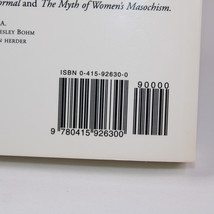 ormal and The Myth of Women's Masochism.
A.
ESLEY BOHM
N HERDER
ISBN 0-415-92630-0
90000
9 780415 926300